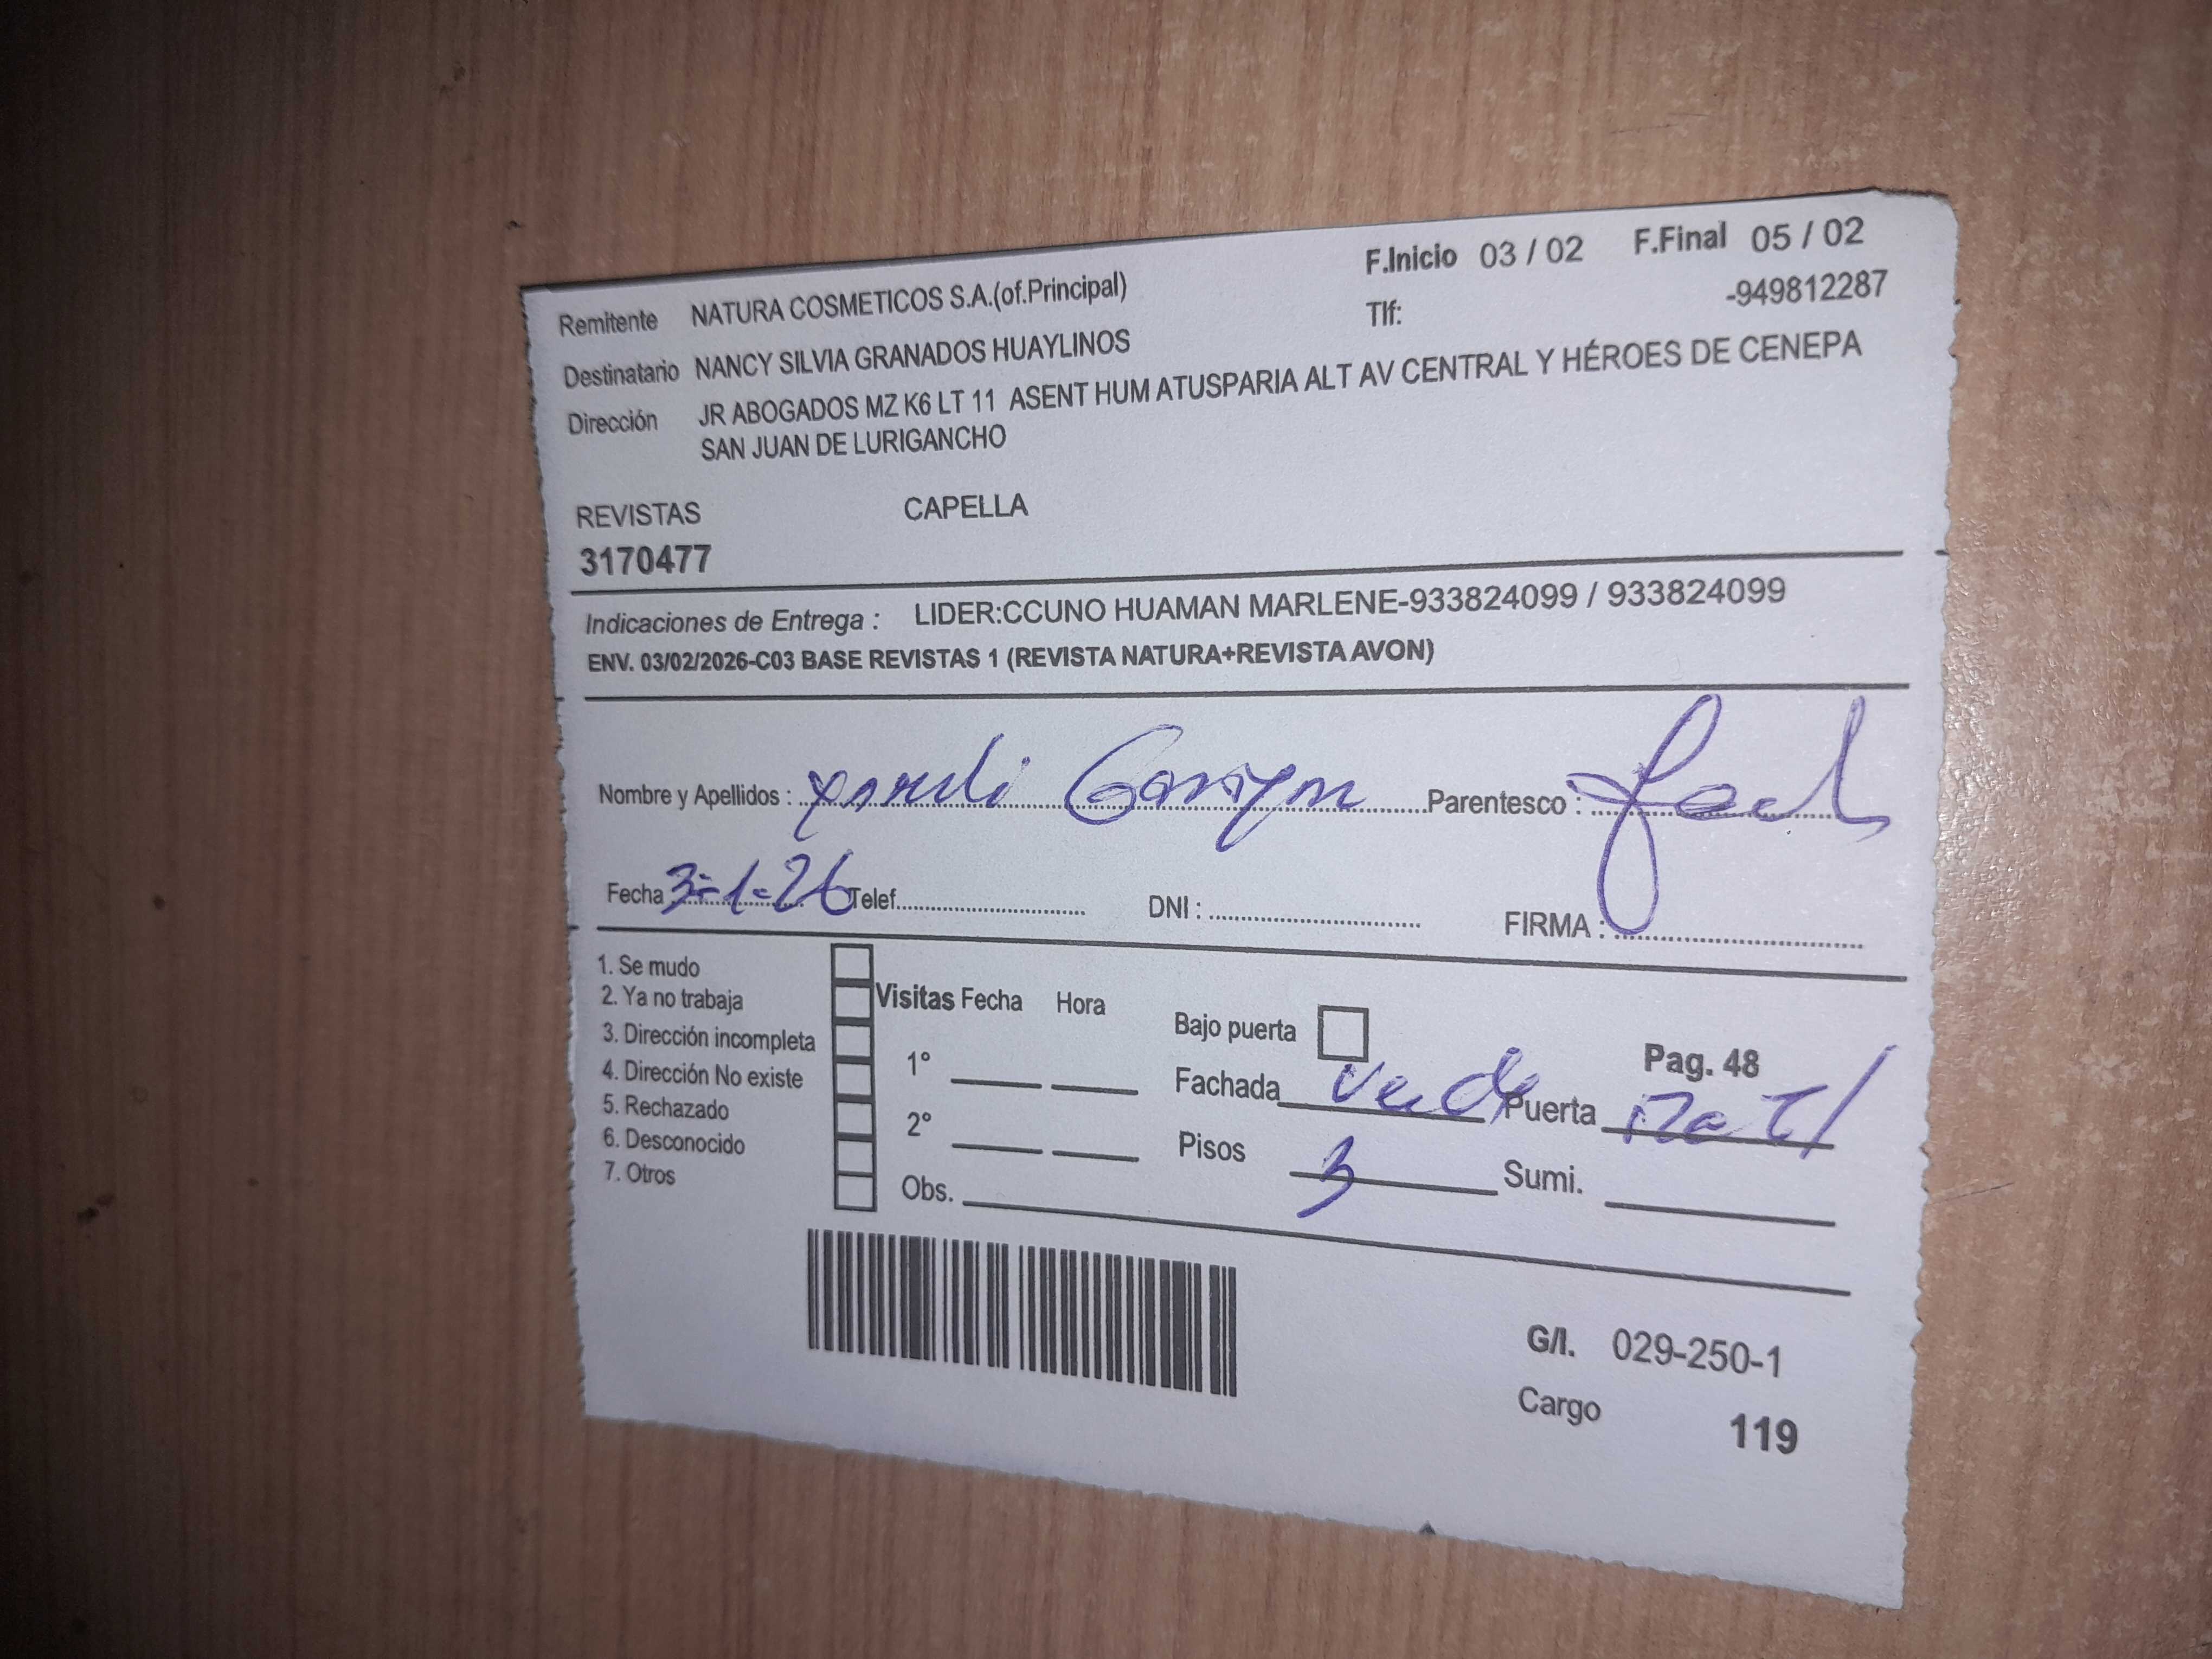 F.Inicio 03 / 02 F.Final 05 / 02
Remitente NATURA COSMETICOS S.A.(of.Principal) Tlf: -949812287
Destinatario NANCY SILVIA GRANADOS HUAYLINOS
Dirección JR ABOGADOS MZ K6 LT 11 ASENT HUM ATUSPARIA ALT AV CENTRAL Y HÉROES DE CENEPA
SAN JUAN DE LURIGANCHO
REVISTAS CAPELLA
3170477
Indicaciones de Entrega : LIDER:CCUNO HUAMAN MARLENE-933824099 / 933824099
ENV. 03/02/2026-C03 BASE REVISTAS 1 (REVISTA NATURA+REVISTA AVON)
Nombre y Apellidos : Parentesco :
Fecha 3-1-26 Telef. DNI : FIRMA :
1. Se mudo
2. Ya no trabaja
3. Dirección incompleta
4. Dirección No existe
5. Rechazado
6. Desconocido
7. Otros
Visitas Fecha Hora
1°
2°
Obs.
Bajo puerta Pag. 48
Fachada Verde Puerta
Pisos 3 Sumi.
G/I. 029-250-1
Cargo 119